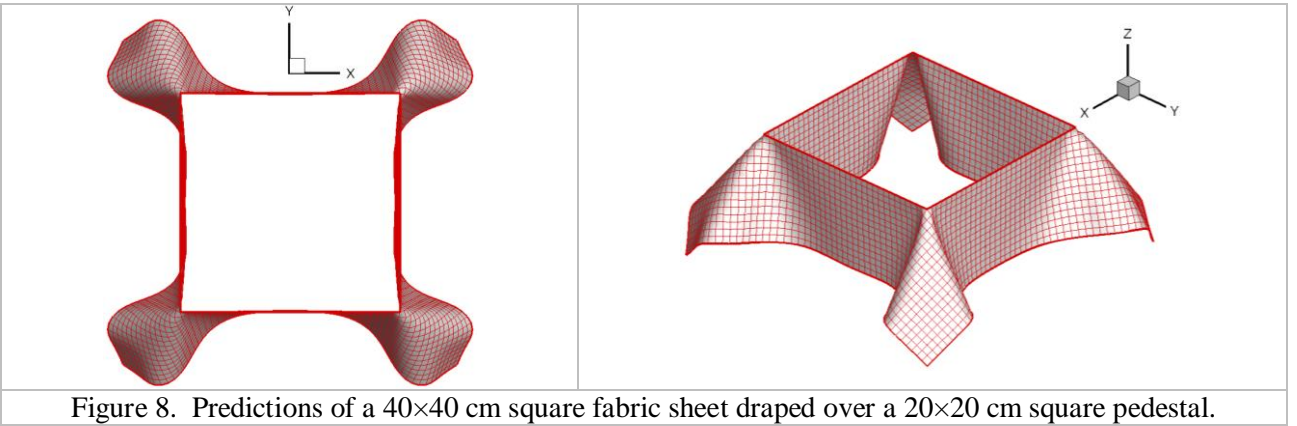 Y
X
Z
X
Y
Figure 8.  Predictions of a 40×40 cm square fabric sheet draped over a 20×20 cm square pedestal.